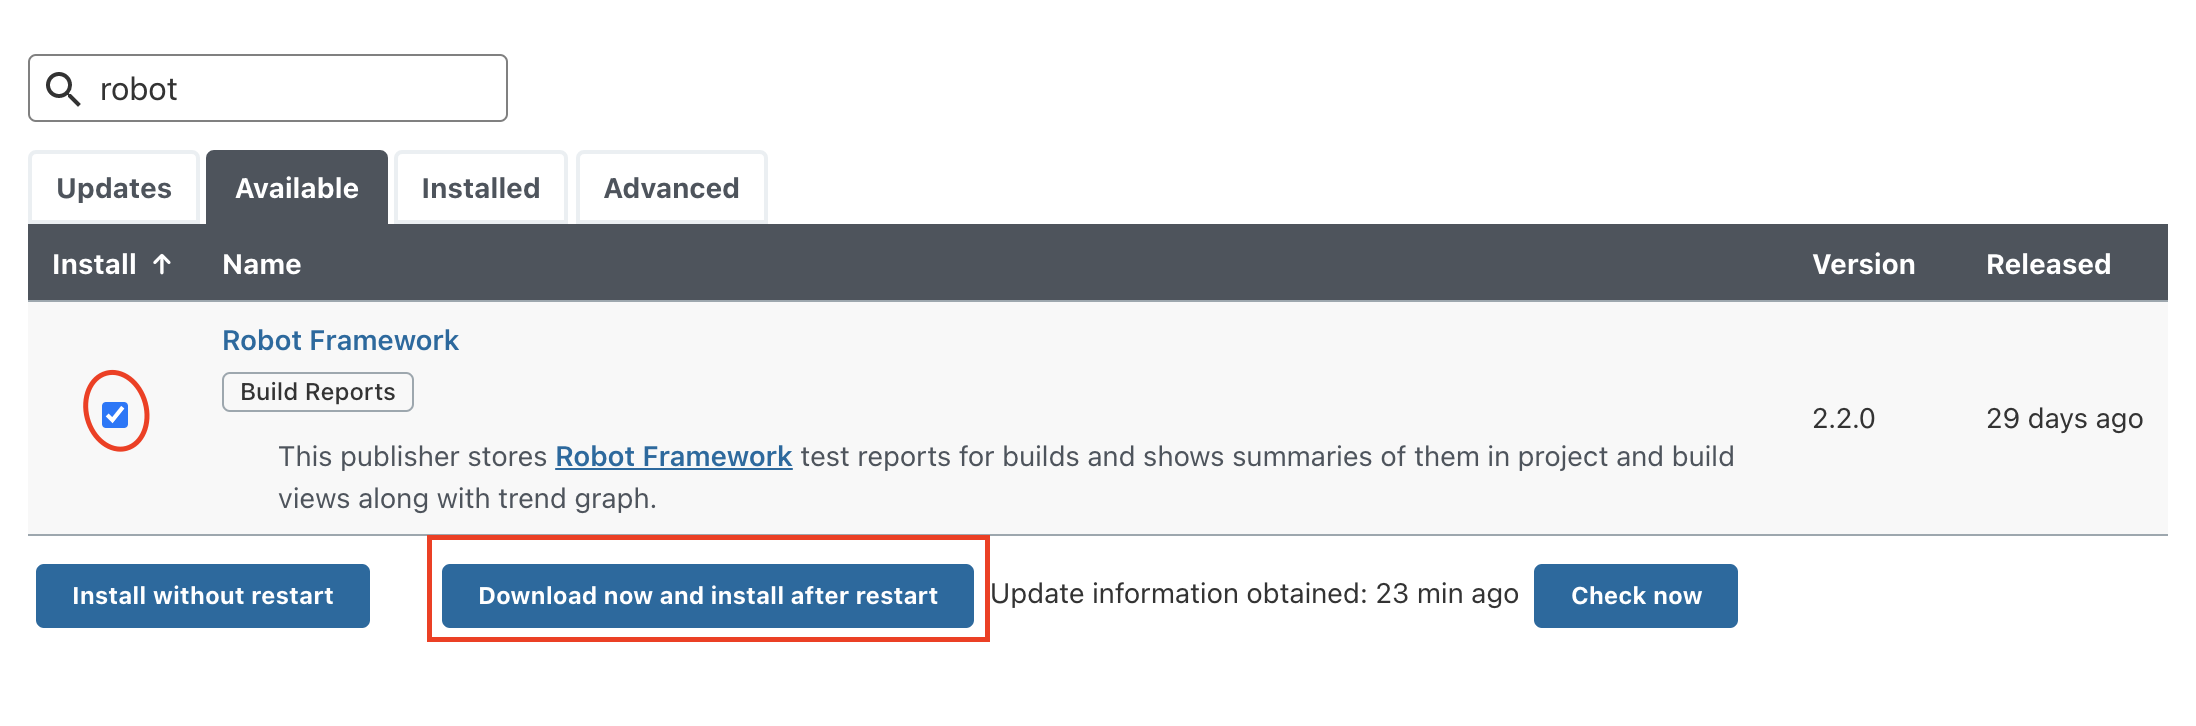 robot
Updates Available Installed Advanced
Install ↑ Name Version Released
Robot Framework
Build Reports
2.2.0 29 days ago
This publisher stores Robot Framework test reports for builds and shows summaries of them in project and build
views along with trend graph.
Install without restart Download now and install after restart Update information obtained: 23 min ago Check now